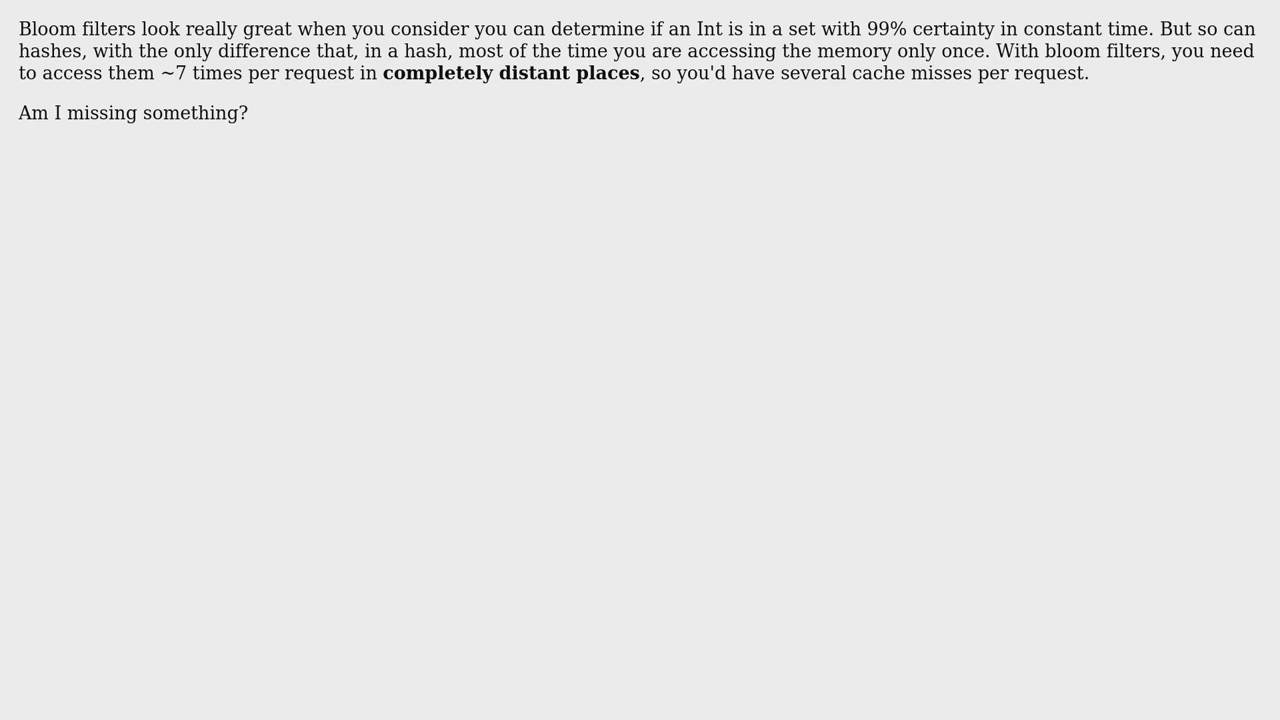 Bloom filters look really great when you consider you can determine if an Int is in a set with 99% certainty in constant time. But so can
hashes, with the only difference that, in a hash, most of the time you are accessing the memory only once. With bloom filters, you need
to access them ~7 times per request in completely distant places, so you'd have several cache misses per request.
Am I missing something?